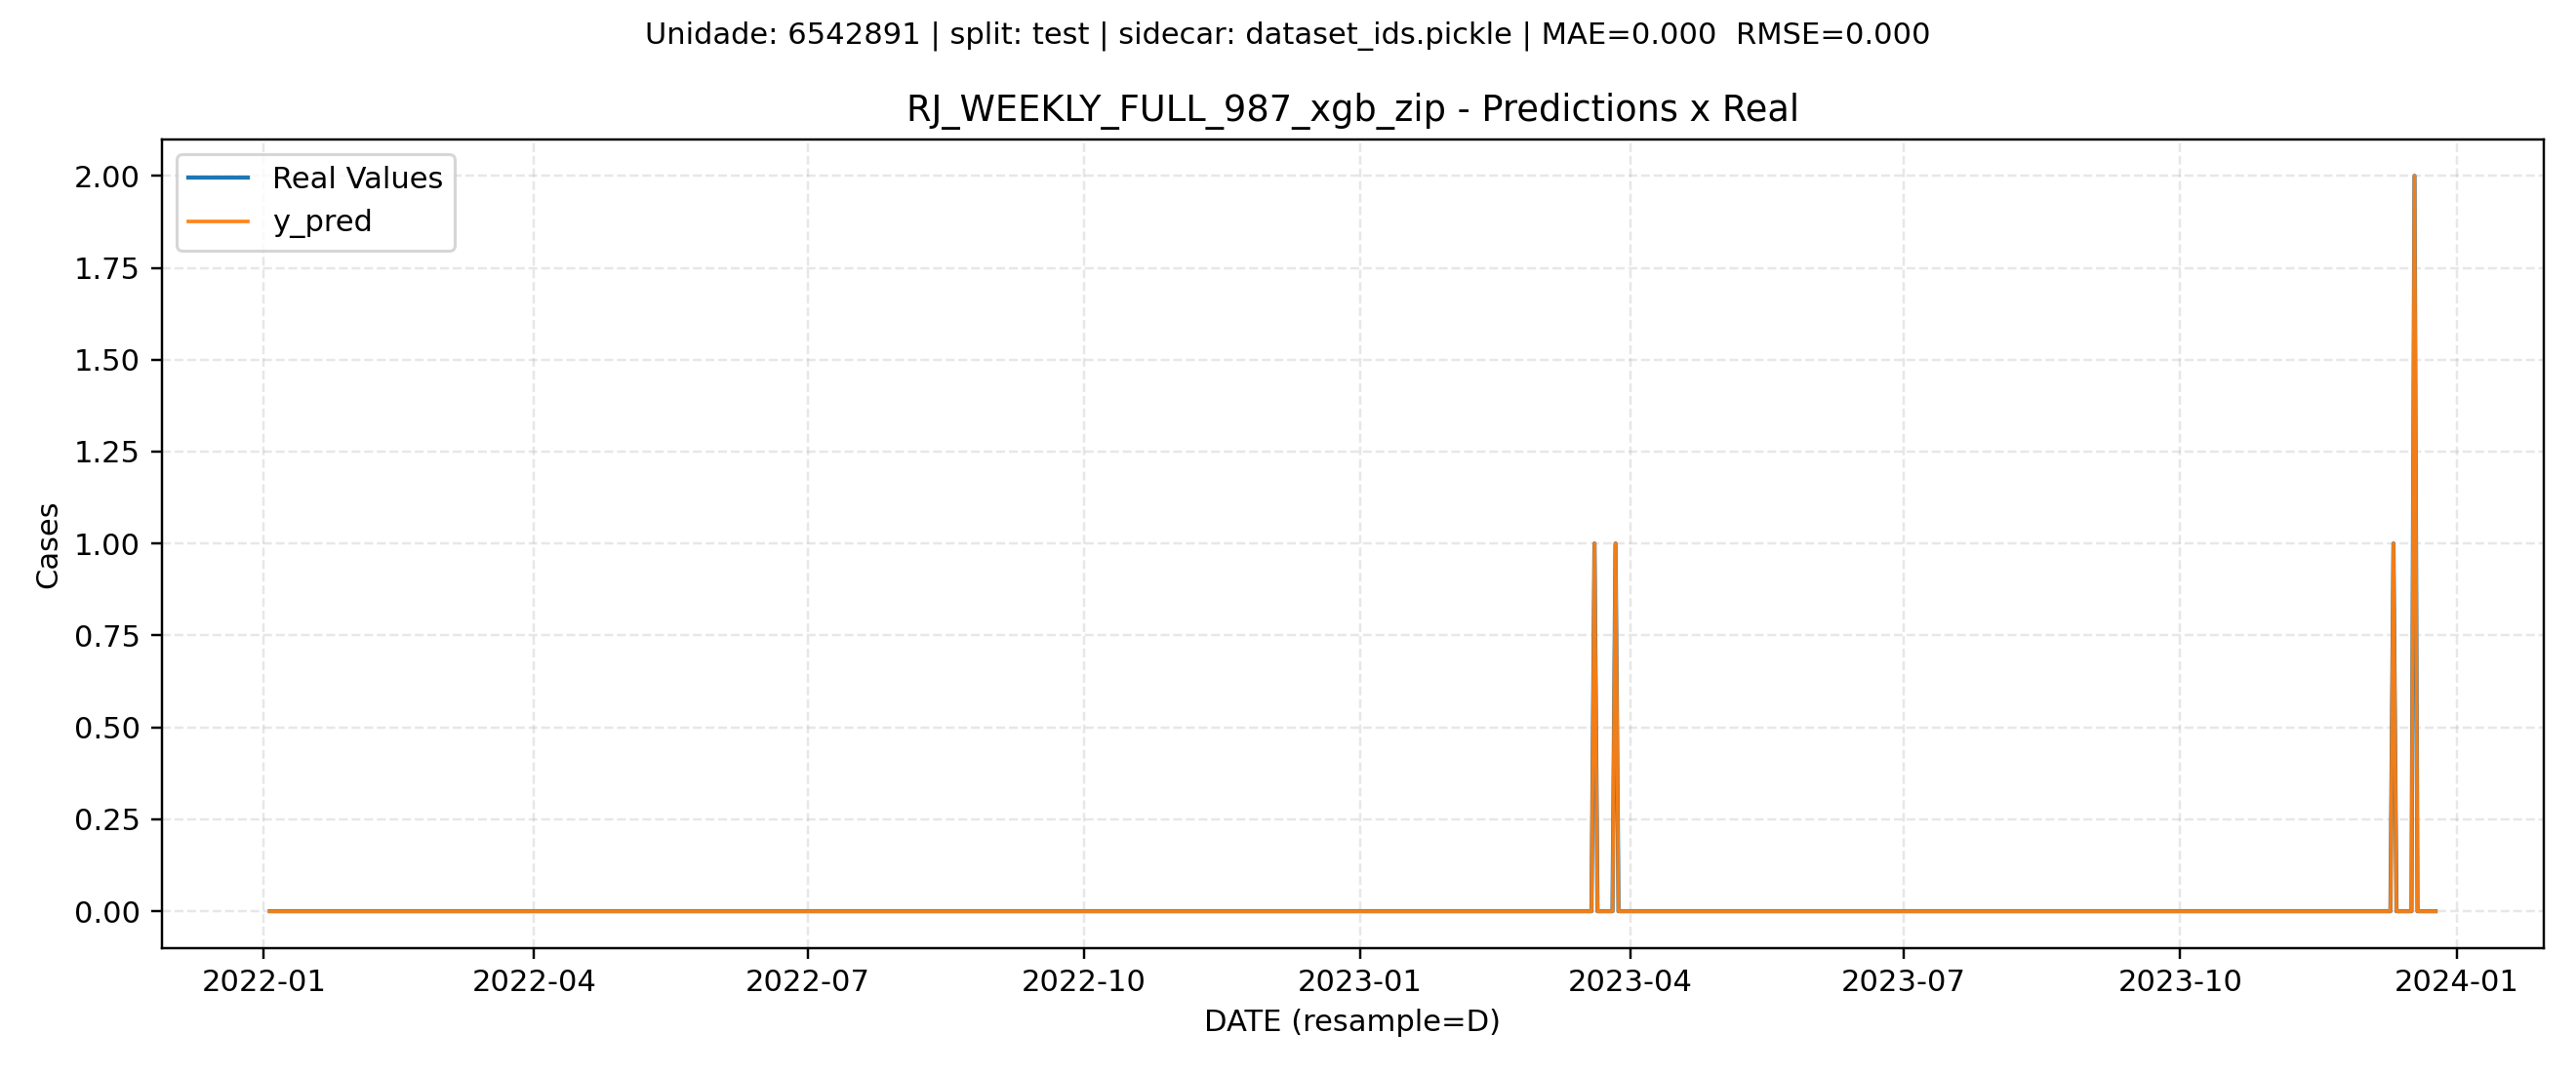 Unidade: 6542891 | split: test | sidecar: dataset_ids.pickle | MAE=0.000  RMSE=0.000
RJ_WEEKLY_FULL_987_xgb_zip - Predictions x Real
Real Values
y_pred
2.00
1.75
1.50
1.25
1.00
0.75
0.50
0.25
0.00
Cases
2022-01 2022-04 2022-07 2022-10 2023-01 2023-04 2023-07 2023-10 2024-01
DATE (resample=D)